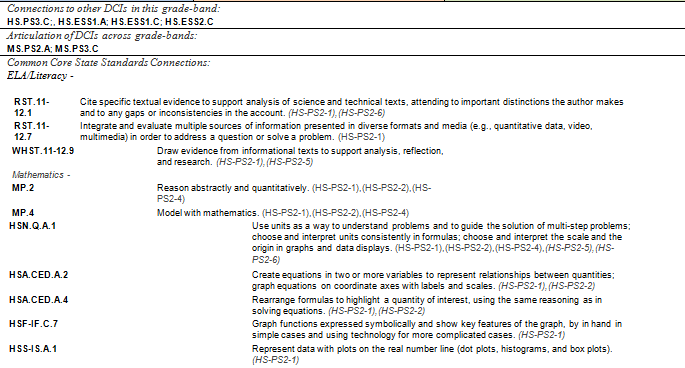 Connections to other DCIs in this grade-band:
HS.PS3.C;, HS.ESS1.A; HS.ESS1.C; HS.ESS2.C
Articulation of DCIs across grade-bands:
MS.PS2.A; MS.PS3.C
Common Core State Standards Connections:
ELA/Literacy -
RST.11-12.1 Cite specific textual evidence to support analysis of science and technical texts, attending to important distinctions the author makes
and to any gaps or inconsistencies in the account. (HS-PS2-1),(HS-PS2-6)
RST.11-12.7 Integrate and evaluate multiple sources of information presented in diverse formats and media (e.g., quantitative data, video,
multimedia) in order to address a question or solve a problem. (HS-PS2-1)
WHST.11-12.9 Draw evidence from informational texts to support analysis, reflection,
and research. (HS-PS2-1),(HS-PS2-5)
Mathematics -
MP.2 Reason abstractly and quantitatively. (HS-PS2-1),(HS-PS2-2),(HS-
PS2-4)
MP.4 Model with mathematics. (HS-PS2-1),(HS-PS2-2),(HS-PS2-4)
HSN.Q.A.1 Use units as a way to understand problems and to guide the solution of multi-step problems;
choose and interpret units consistently in formulas; choose and interpret the scale and the
origin in graphs and data displays. (HS-PS2-1),(HS-PS2-2),(HS-PS2-4),(HS-PS2-5),(HS-
PS2-6)
HSA.CED.A.2 Create equations in two or more variables to represent relationships between quantities;
graph equations on coordinate axes with labels and scales. (HS-PS2-1),(HS-PS2-2)
HSA.CED.A.4 Rearrange formulas to highlight a quantity of interest, using the same reasoning as in
solving equations. (HS-PS2-1),(HS-PS2-2)
HSF-IF.C.7 Graph functions expressed symbolically and show key features of the graph, by in hand in
simple cases and using technology for more complicated cases. (HS-PS2-1)
HSS-IS.A.1 Represent data with plots on the real number line (dot plots, histograms, and box plots).
(HS-PS2-1)